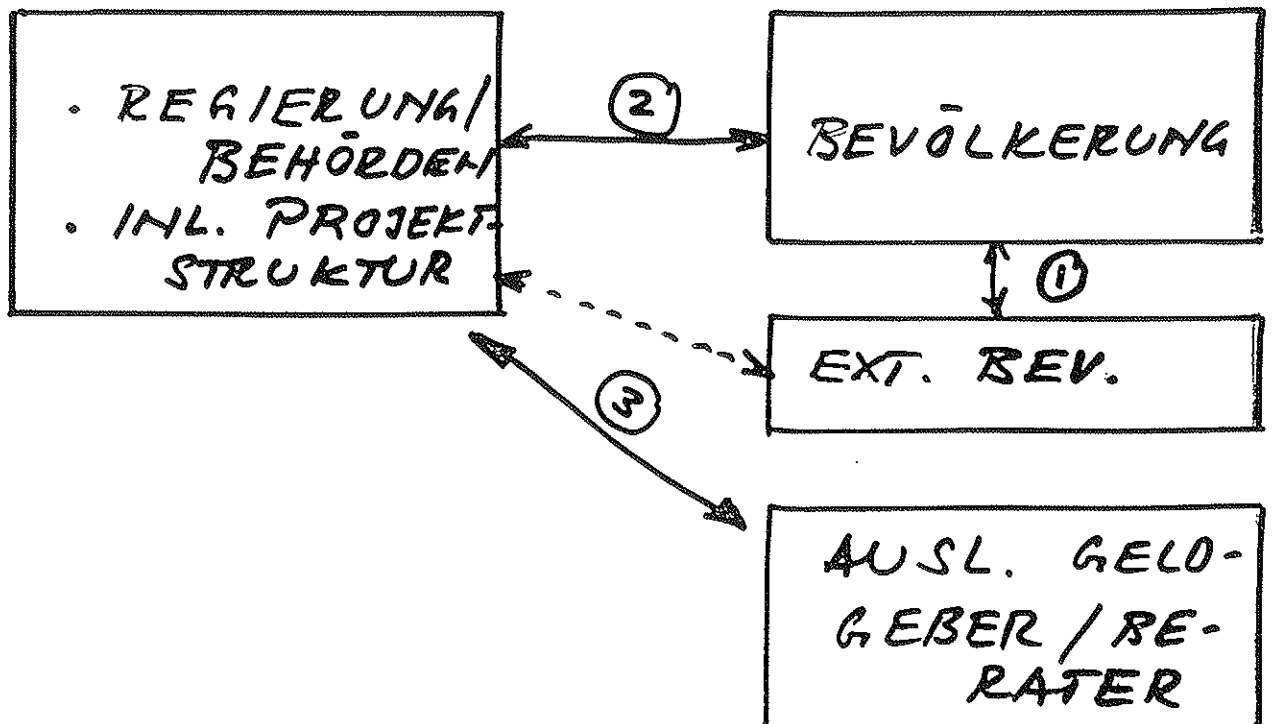 · REGIERUNG/
BEHÖRDEN
· INL. PROJEKT-
STRUKTUR
2
BEVÖLKERUNG
1
EXT. BEV.
3
AUSL. GELD-
GEBER / BE-
RATER